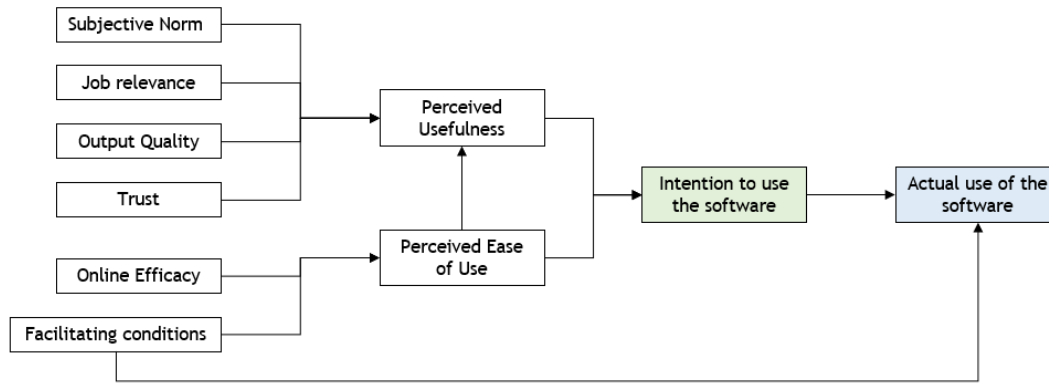 Subjective Norm
Job relevance
Output Quality
Trust
Online Efficacy
Facilitating conditions
Perceived
Usefulness
Perceived Ease
of Use
Intention to use
the software
Actual use of the
software